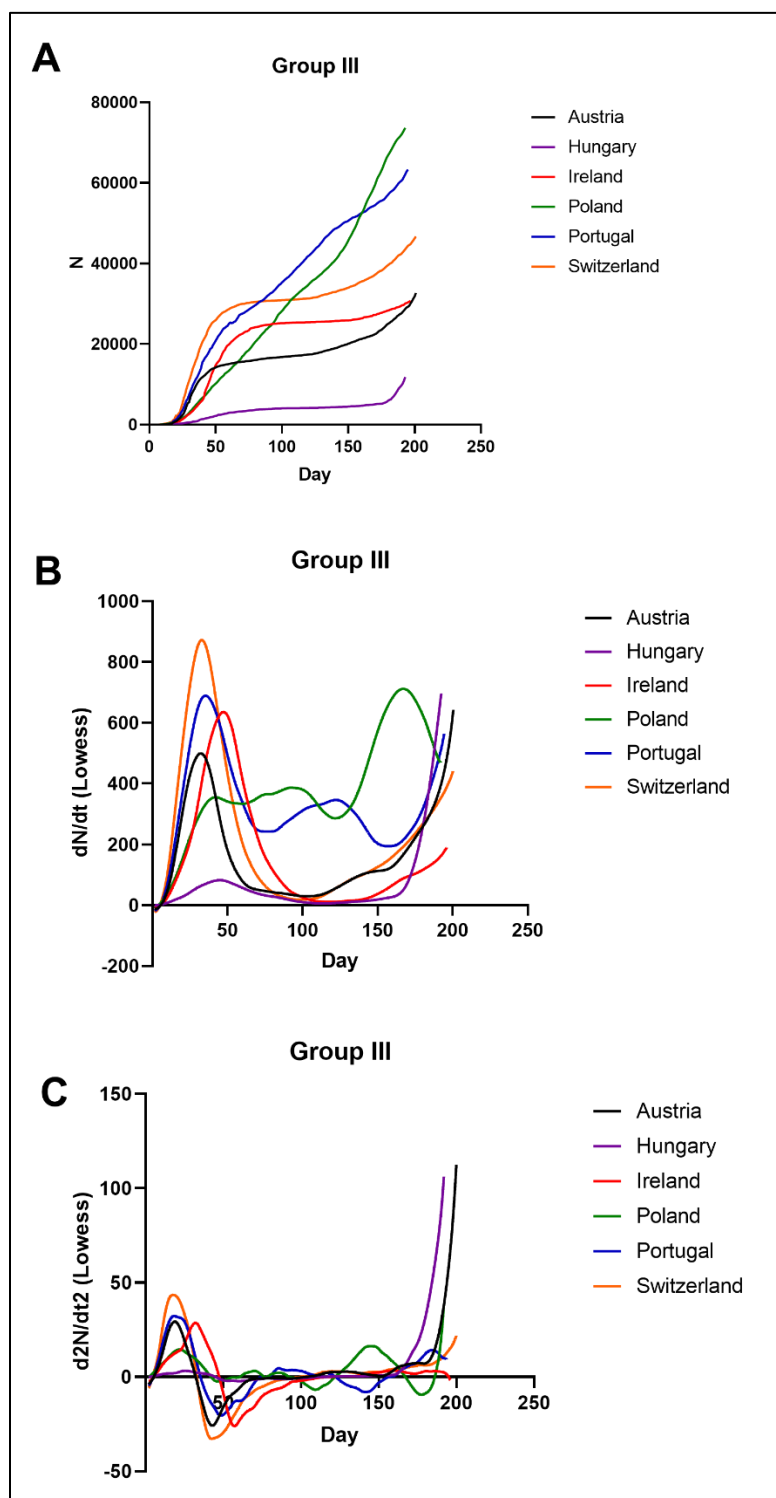 A
Group III
80000
60000
40000
20000
0
N
0 50 100 150 200 250
Day
Austria
Hungary
Ireland
Poland
Portugal
Switzerland
B
Group III
1000
800
600
400
200
0
-200
dN/dt (Lowess)
50 100 150 200 250
Day
Austria
Hungary
Ireland
Poland
Portugal
Switzerland
C
Group III
150
100
50
0
-50
d2N/dt2 (Lowess)
50 100 150 200 250
Day
Austria
Hungary
Ireland
Poland
Portugal
Switzerland